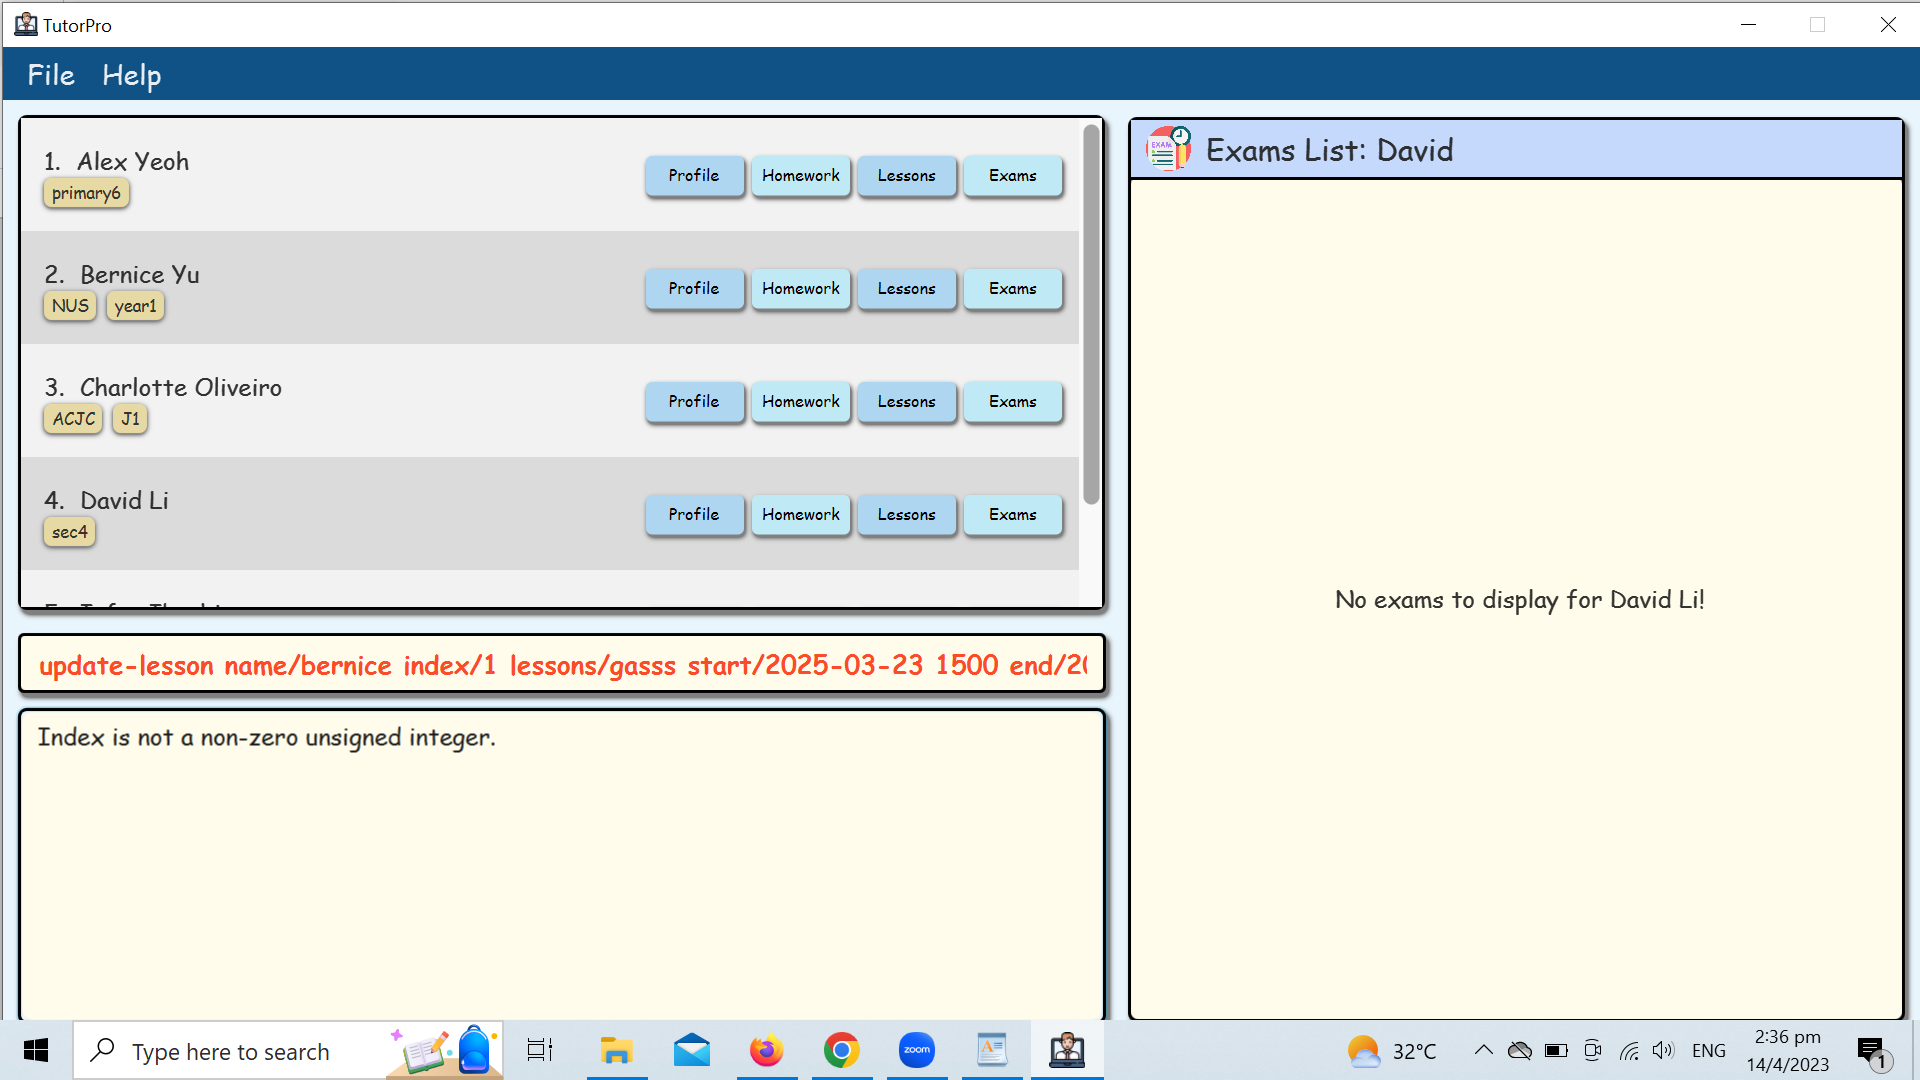 TutorPro
File Help
1. Alex Yeoh
primary6
Profile Homework Lessons Exams
2. Bernice Yu
NUS year1
Profile Homework Lessons Exams
3. Charlotte Oliveiro
ACJC J1
Profile Homework Lessons Exams
4. David Li
sec4
Profile Homework Lessons Exams
update-lesson name/bernice index/1 lessons/gasss start/2025-03-23 1500 end/20
Index is not a non-zero unsigned integer.
EXAM
Exams List: David
No exams to display for David Li!
Type here to search
zoom
32°C
ENG
2:36 pm
14/4/2023
1